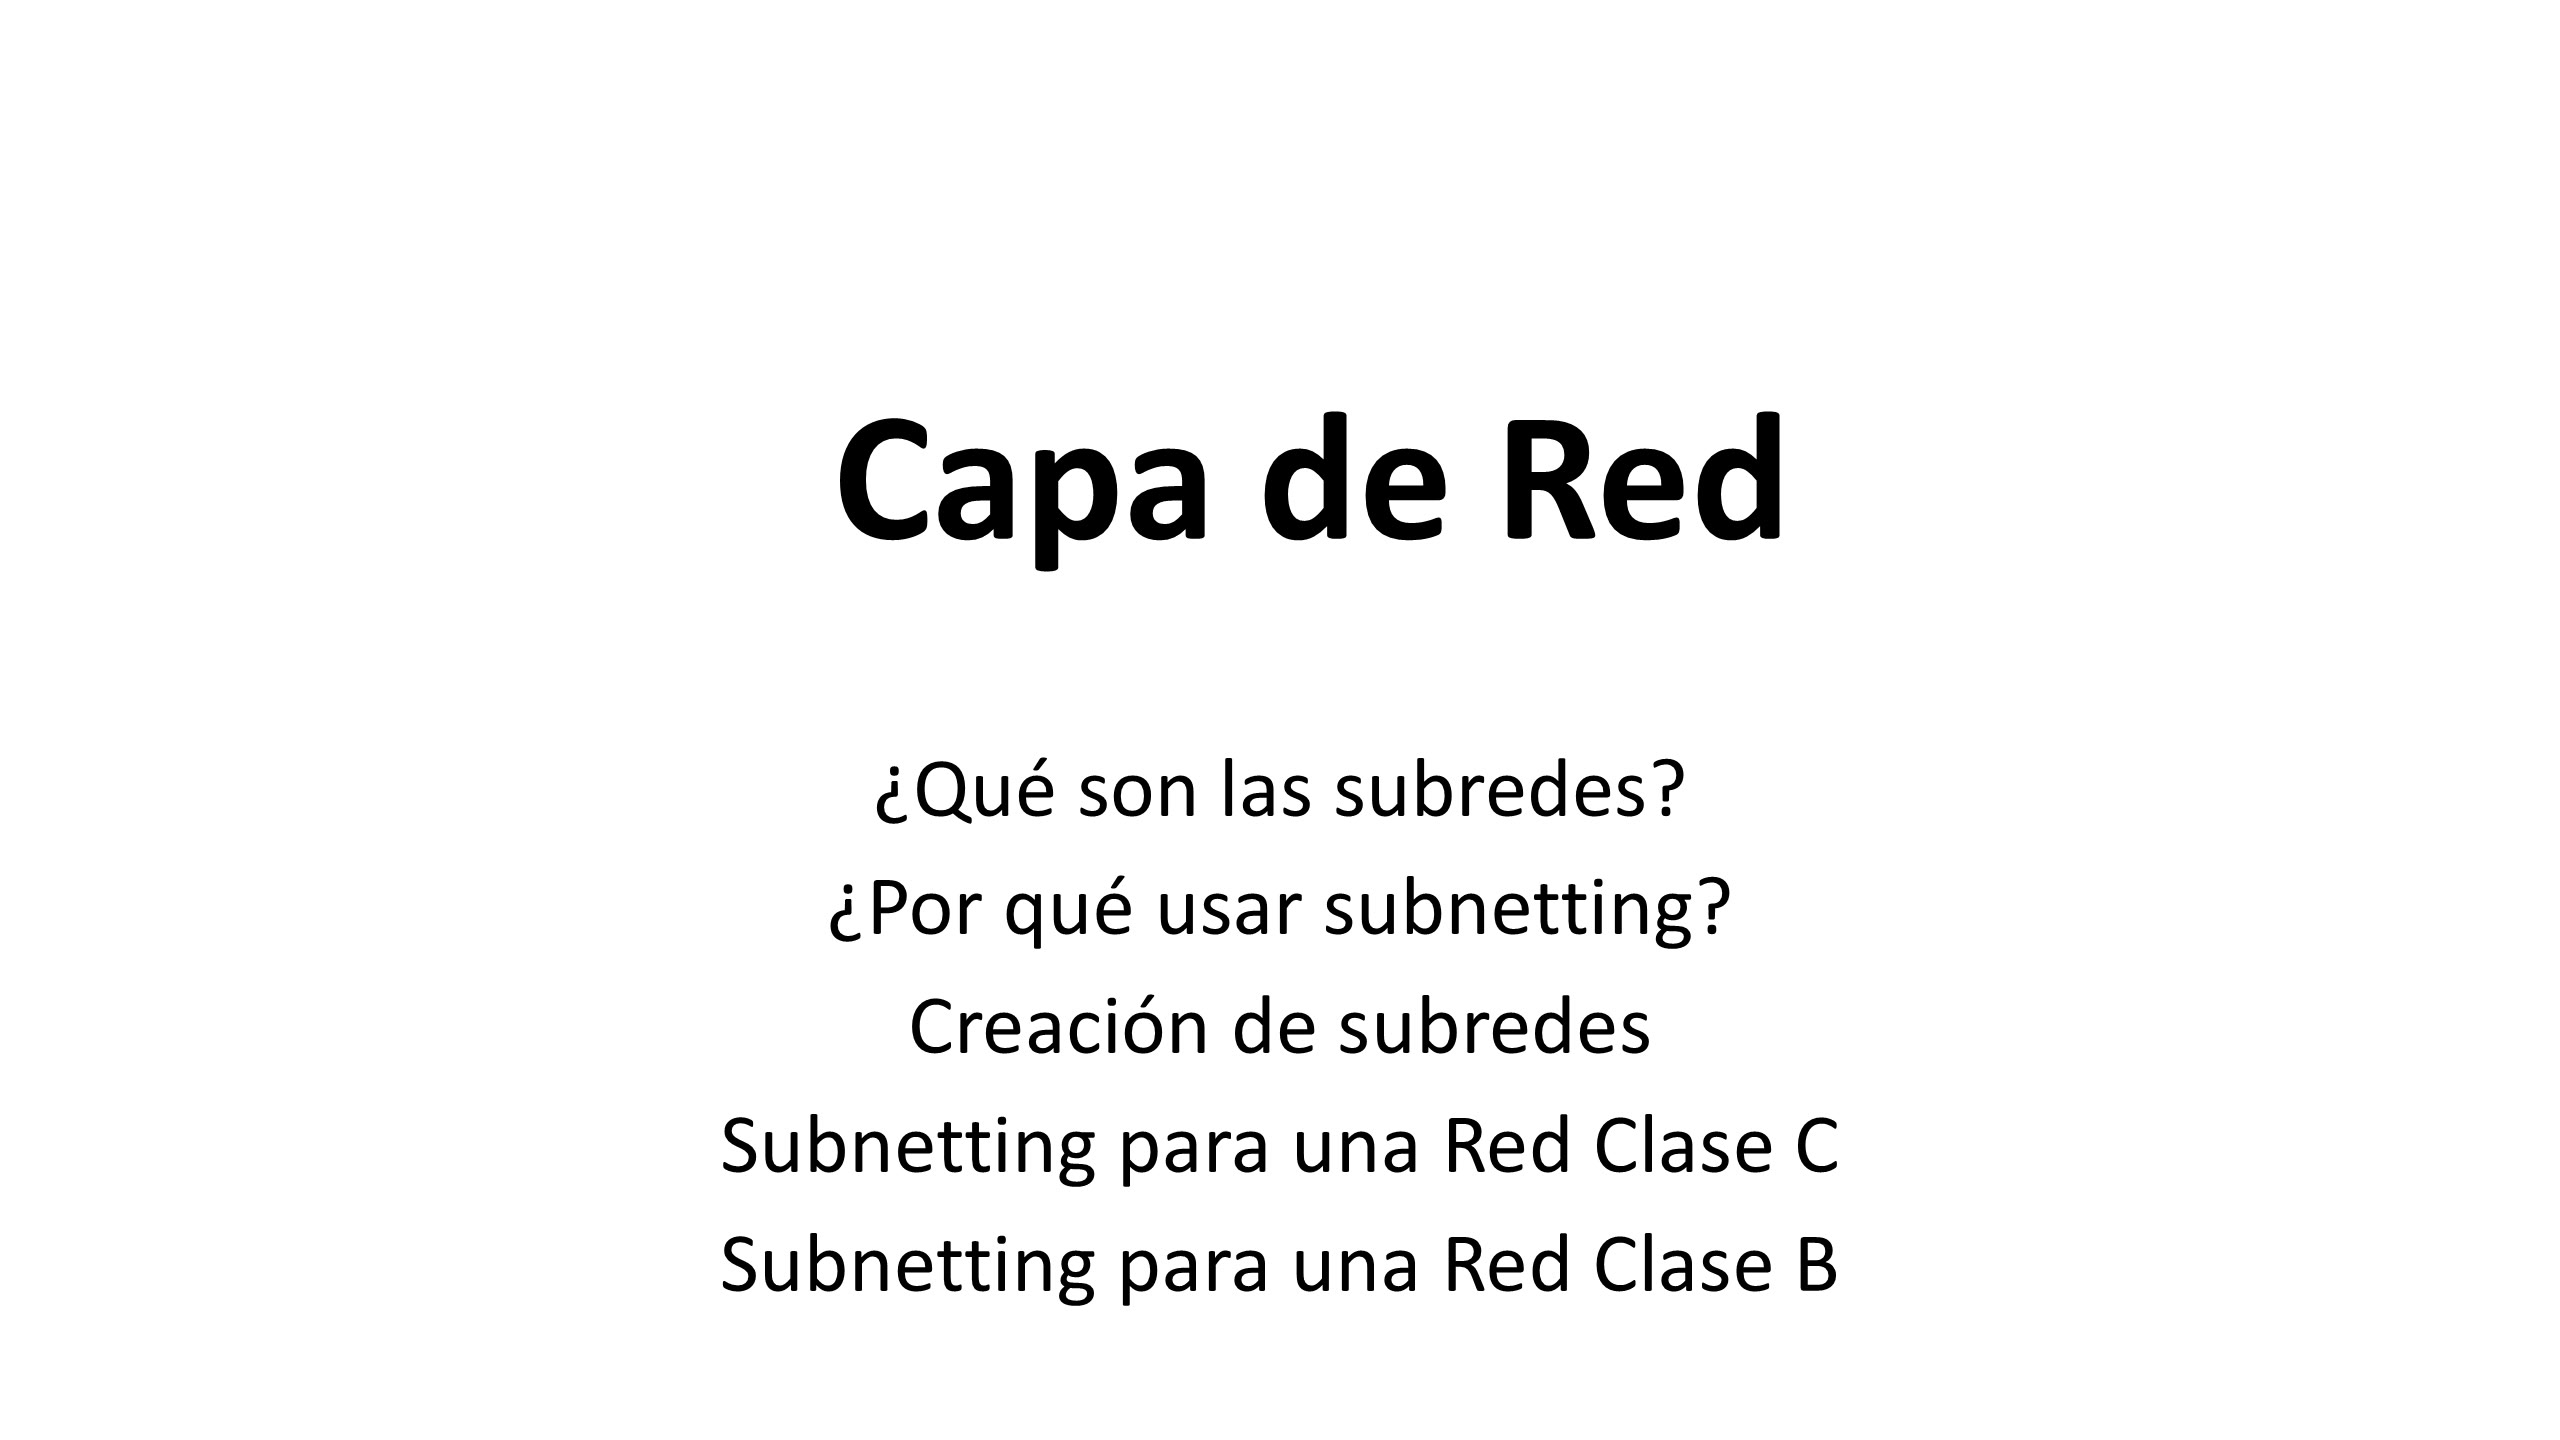 Capa de Red
¿Qué son las subredes?
¿Por qué usar subnetting?
Creación de subredes
Subnetting para una Red Clase C
Subnetting para una Red Clase B